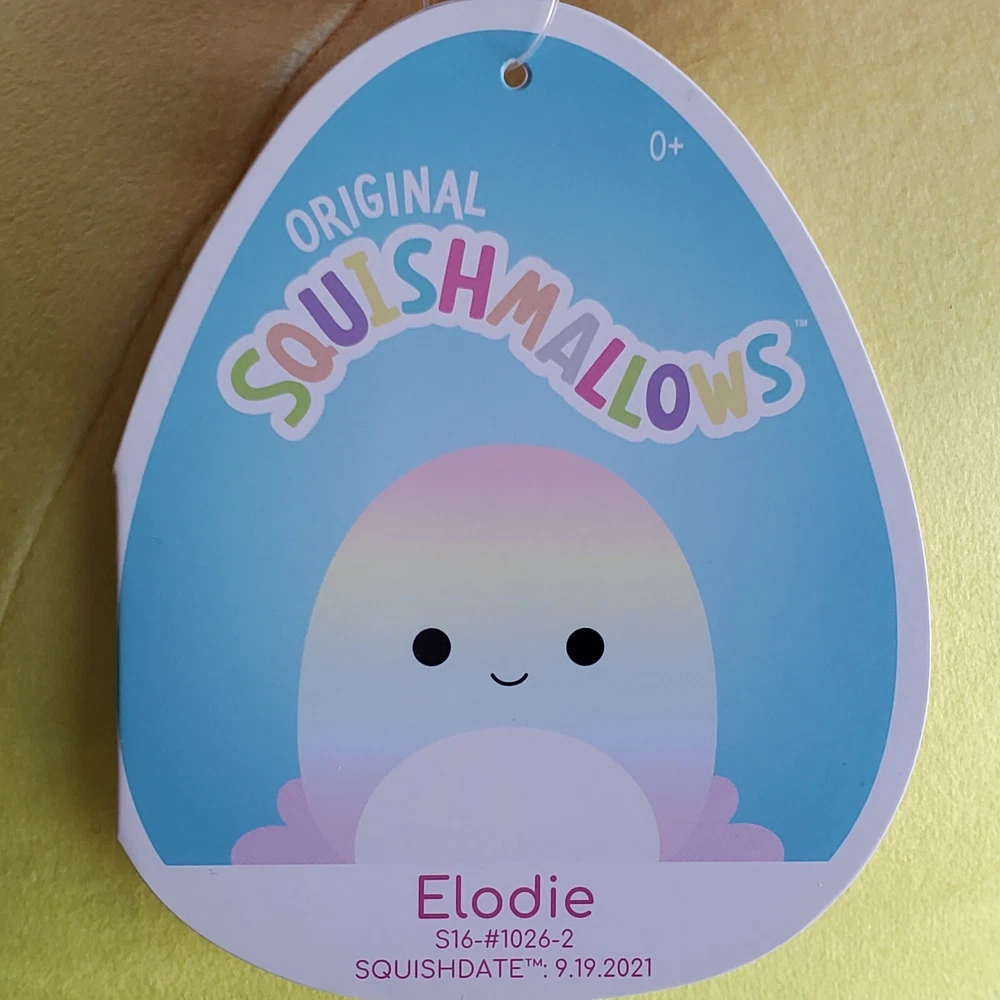 0+
ORIGINAL
SQUISHMALLOWS™
Elodie
S16-#1026-2
SQUISHDATE™: 9.19.2021